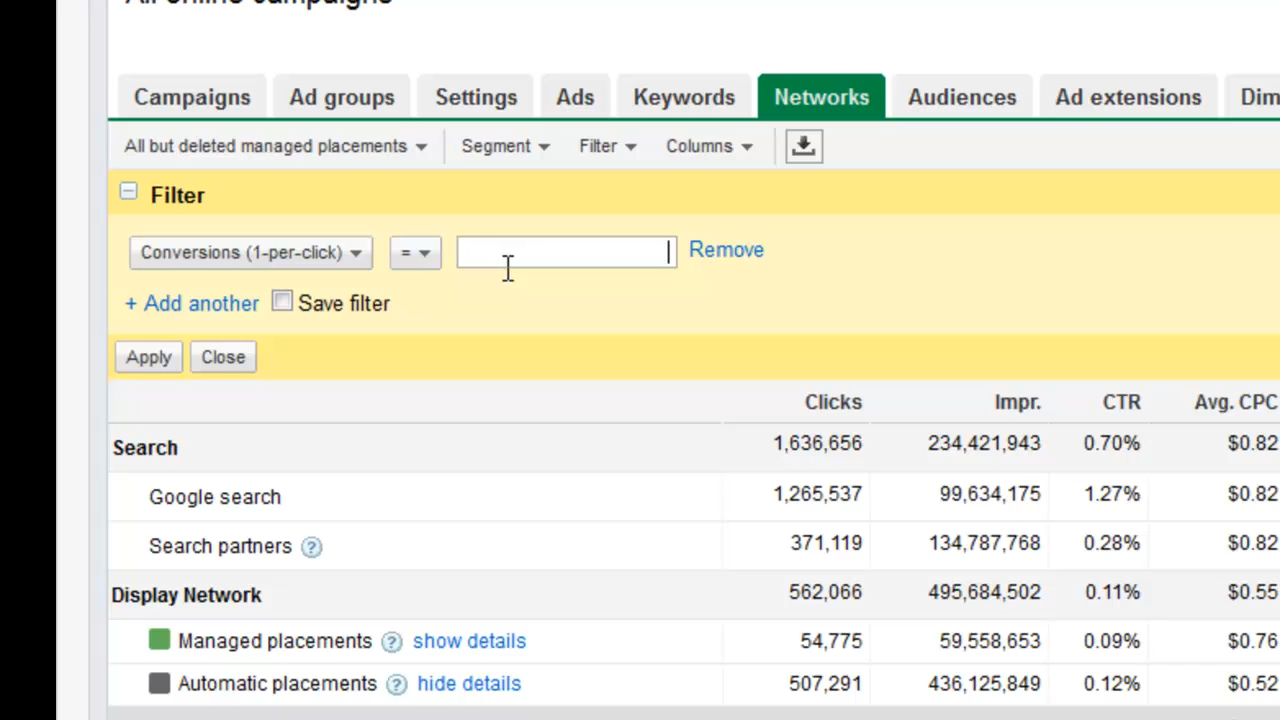 All online campaigns
Campaigns Ad groups Settings Ads Keywords Networks Audiences Ad extensions Dim
All but deleted managed placements Segment Filter Columns
Filter
Conversions (1-per-click) = Remove
+ Add another Save filter
Apply Close
Clicks Impr. CTR Avg. CPC
Search 1,636,656 234,421,943 0.70% $0.82
Google search 1,265,537 99,634,175 1.27% $0.82
Search partners ? 371,119 134,787,768 0.28% $0.82
Display Network 562,066 495,684,502 0.11% $0.55
Managed placements ? show details 54,775 59,558,653 0.09% $0.76
Automatic placements ? hide details 507,291 436,125,849 0.12% $0.52